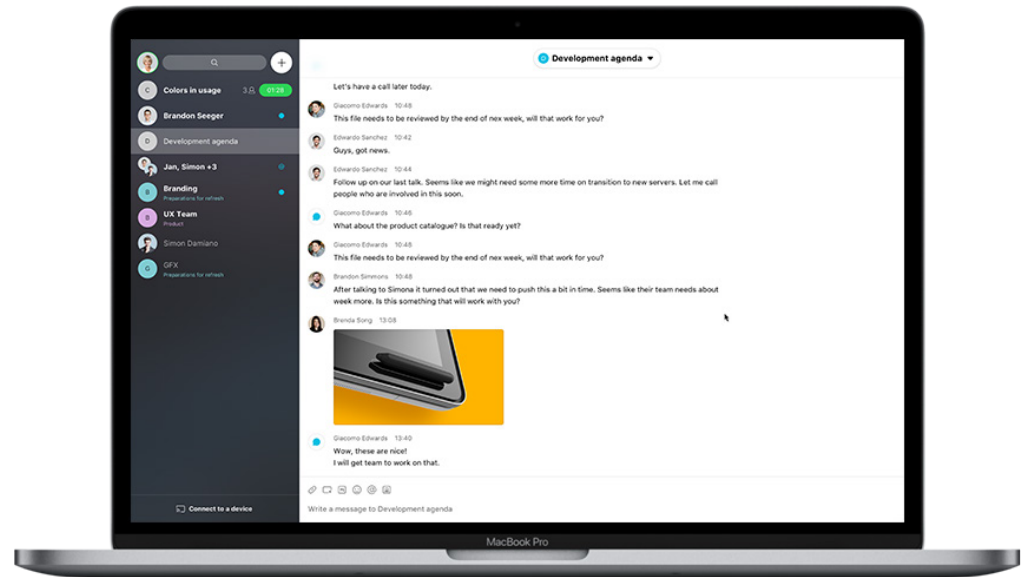 Colors in usage
3
01:28
Brandon Seeger
D
Development agenda
Jan, Simon +3
B
Branding
Preparations for refresh
B
UX Team
Product
Simon Damiano
G
GFX
Preparations for refresh
Connect to a device
Development agenda
Let's have a call later today.
Giacomo Edwards 10:48
This file needs to be reviewed by the end of nex week, will that work for you?
Edwardo Sanchez 10:42
Guys, got news.
Edwardo Sanchez 10:44
Follow up on our last talk. Seems like we might need some more time on transition to new servers. Let me call
people who are involved in this soon.
Giacomo Edwards 10:46
What about the product catalogue? Is that ready yet?
Giacomo Edwards 10:48
This file needs to be reviewed by the end of nex week, will that work for you?
Brandon Simmons 10:48
After talking to Simona it turned out that we need to push this a bit in time. Seems like their team needs about
week more. Is this something that will work with you?
Brenda Song 13:08
Giacomo Edwards 13:40
Wow, these are nice!
I will get team to work on that.
Write a message to Development agenda
MacBook Pro